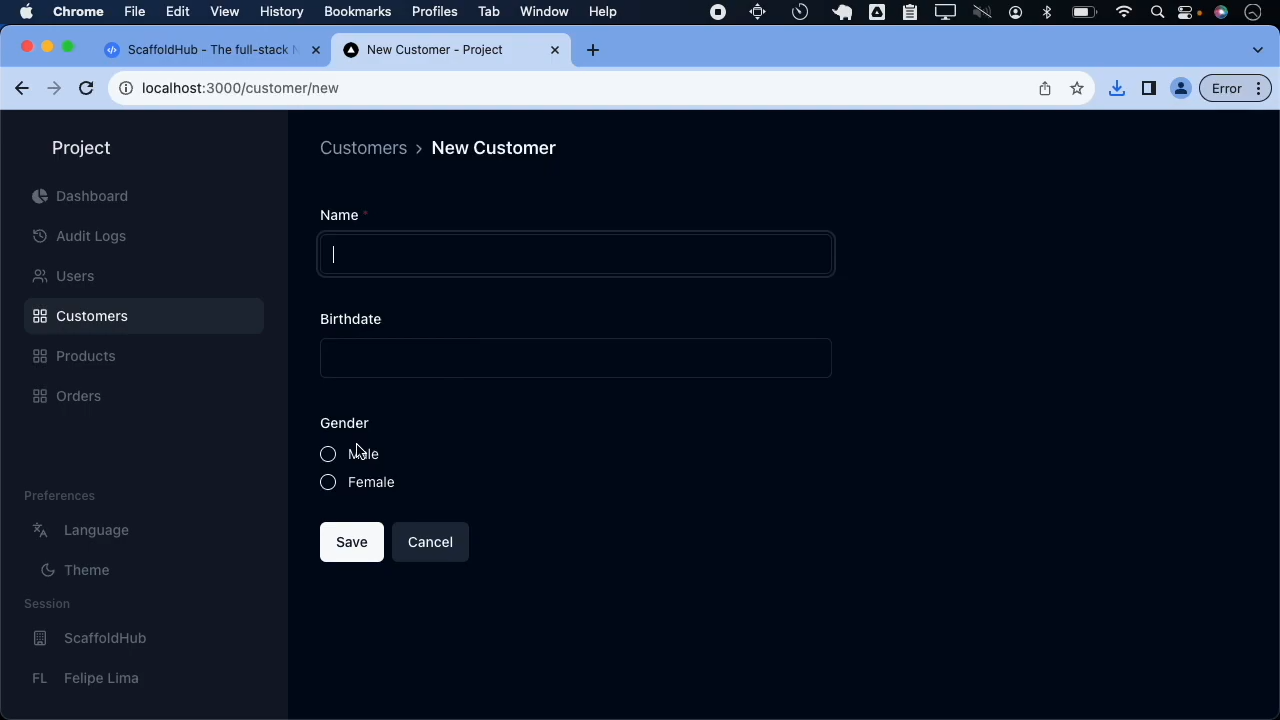 Chrome File Edit View History Bookmarks Profiles Tab Window Help
ScaffoldHub - The full-stack
New Customer - Project
localhost:3000/customer/new
Error
Project
Customers > New Customer
Dashboard
Audit Logs
Users
Customers
Products
Orders
Preferences
Language
Theme
Session
ScaffoldHub
FL Felipe Lima
Name *
Birthdate
Gender
Male
Female
Save Cancel